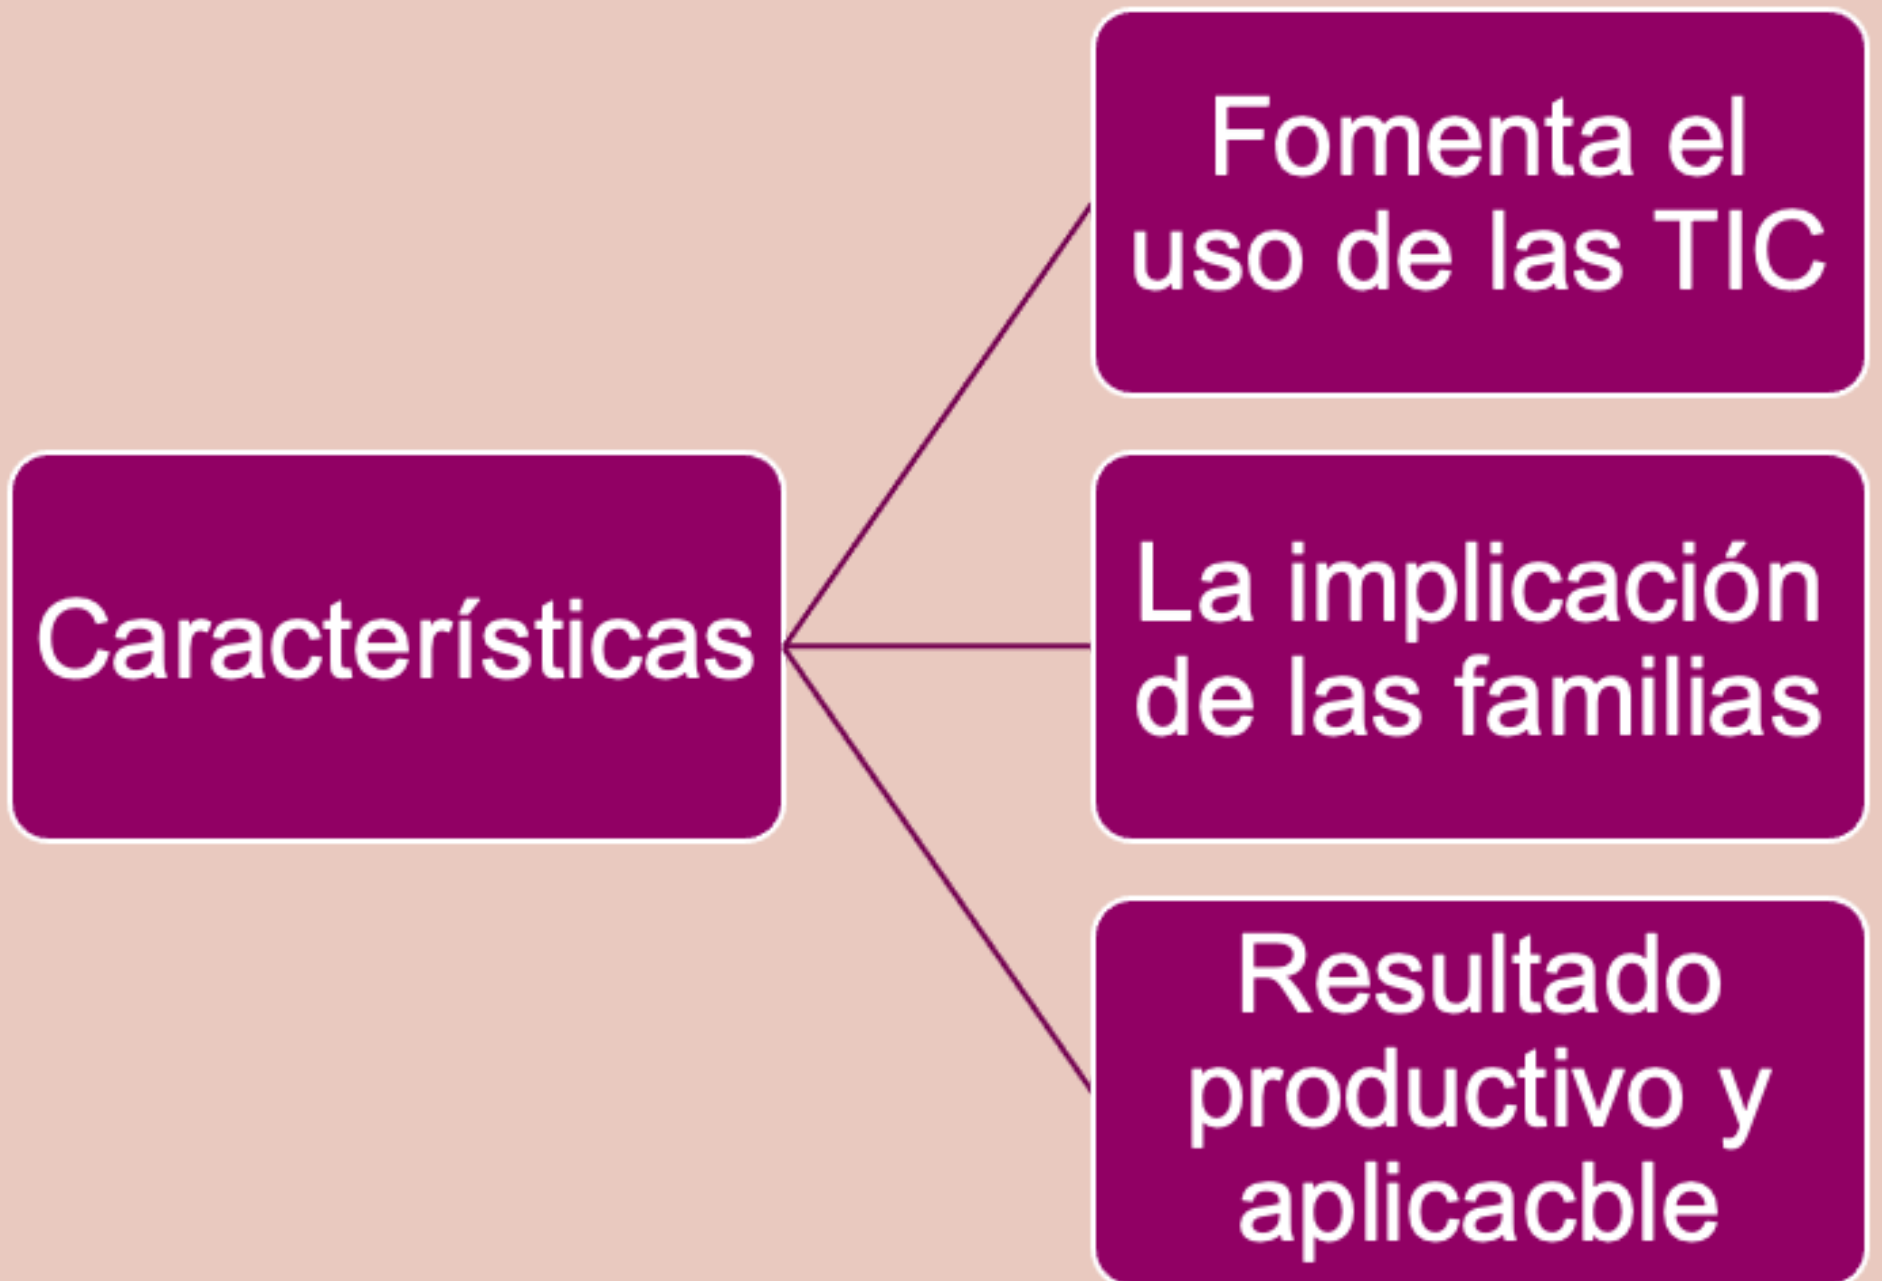 Fomenta el
uso de las TIC
Características
La implicación
de las familias
Resultado
productivo y
aplicacble